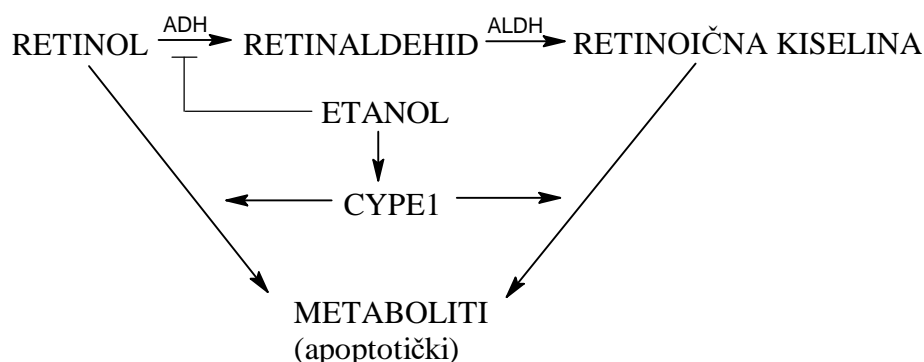 ADH ALDH
RETINOL RETINALDEHID RETINOIČNA KISELINA
ETANOL
CYPE1
METABOLITI
(apoptotički)